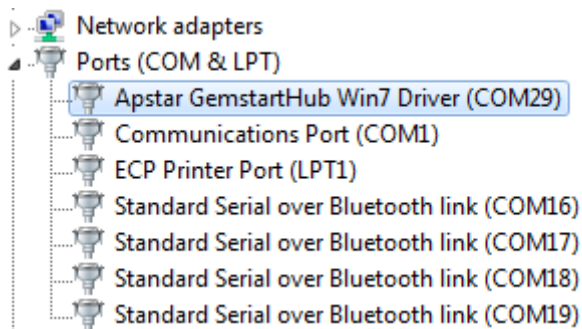 Network adapters
Ports (COM & LPT)
Apstar GemstartHub Win7 Driver (COM29)
Communications Port (COM1)
ECP Printer Port (LPT1)
Standard Serial over Bluetooth link (COM16)
Standard Serial over Bluetooth link (COM17)
Standard Serial over Bluetooth link (COM18)
Standard Serial over Bluetooth link (COM19)